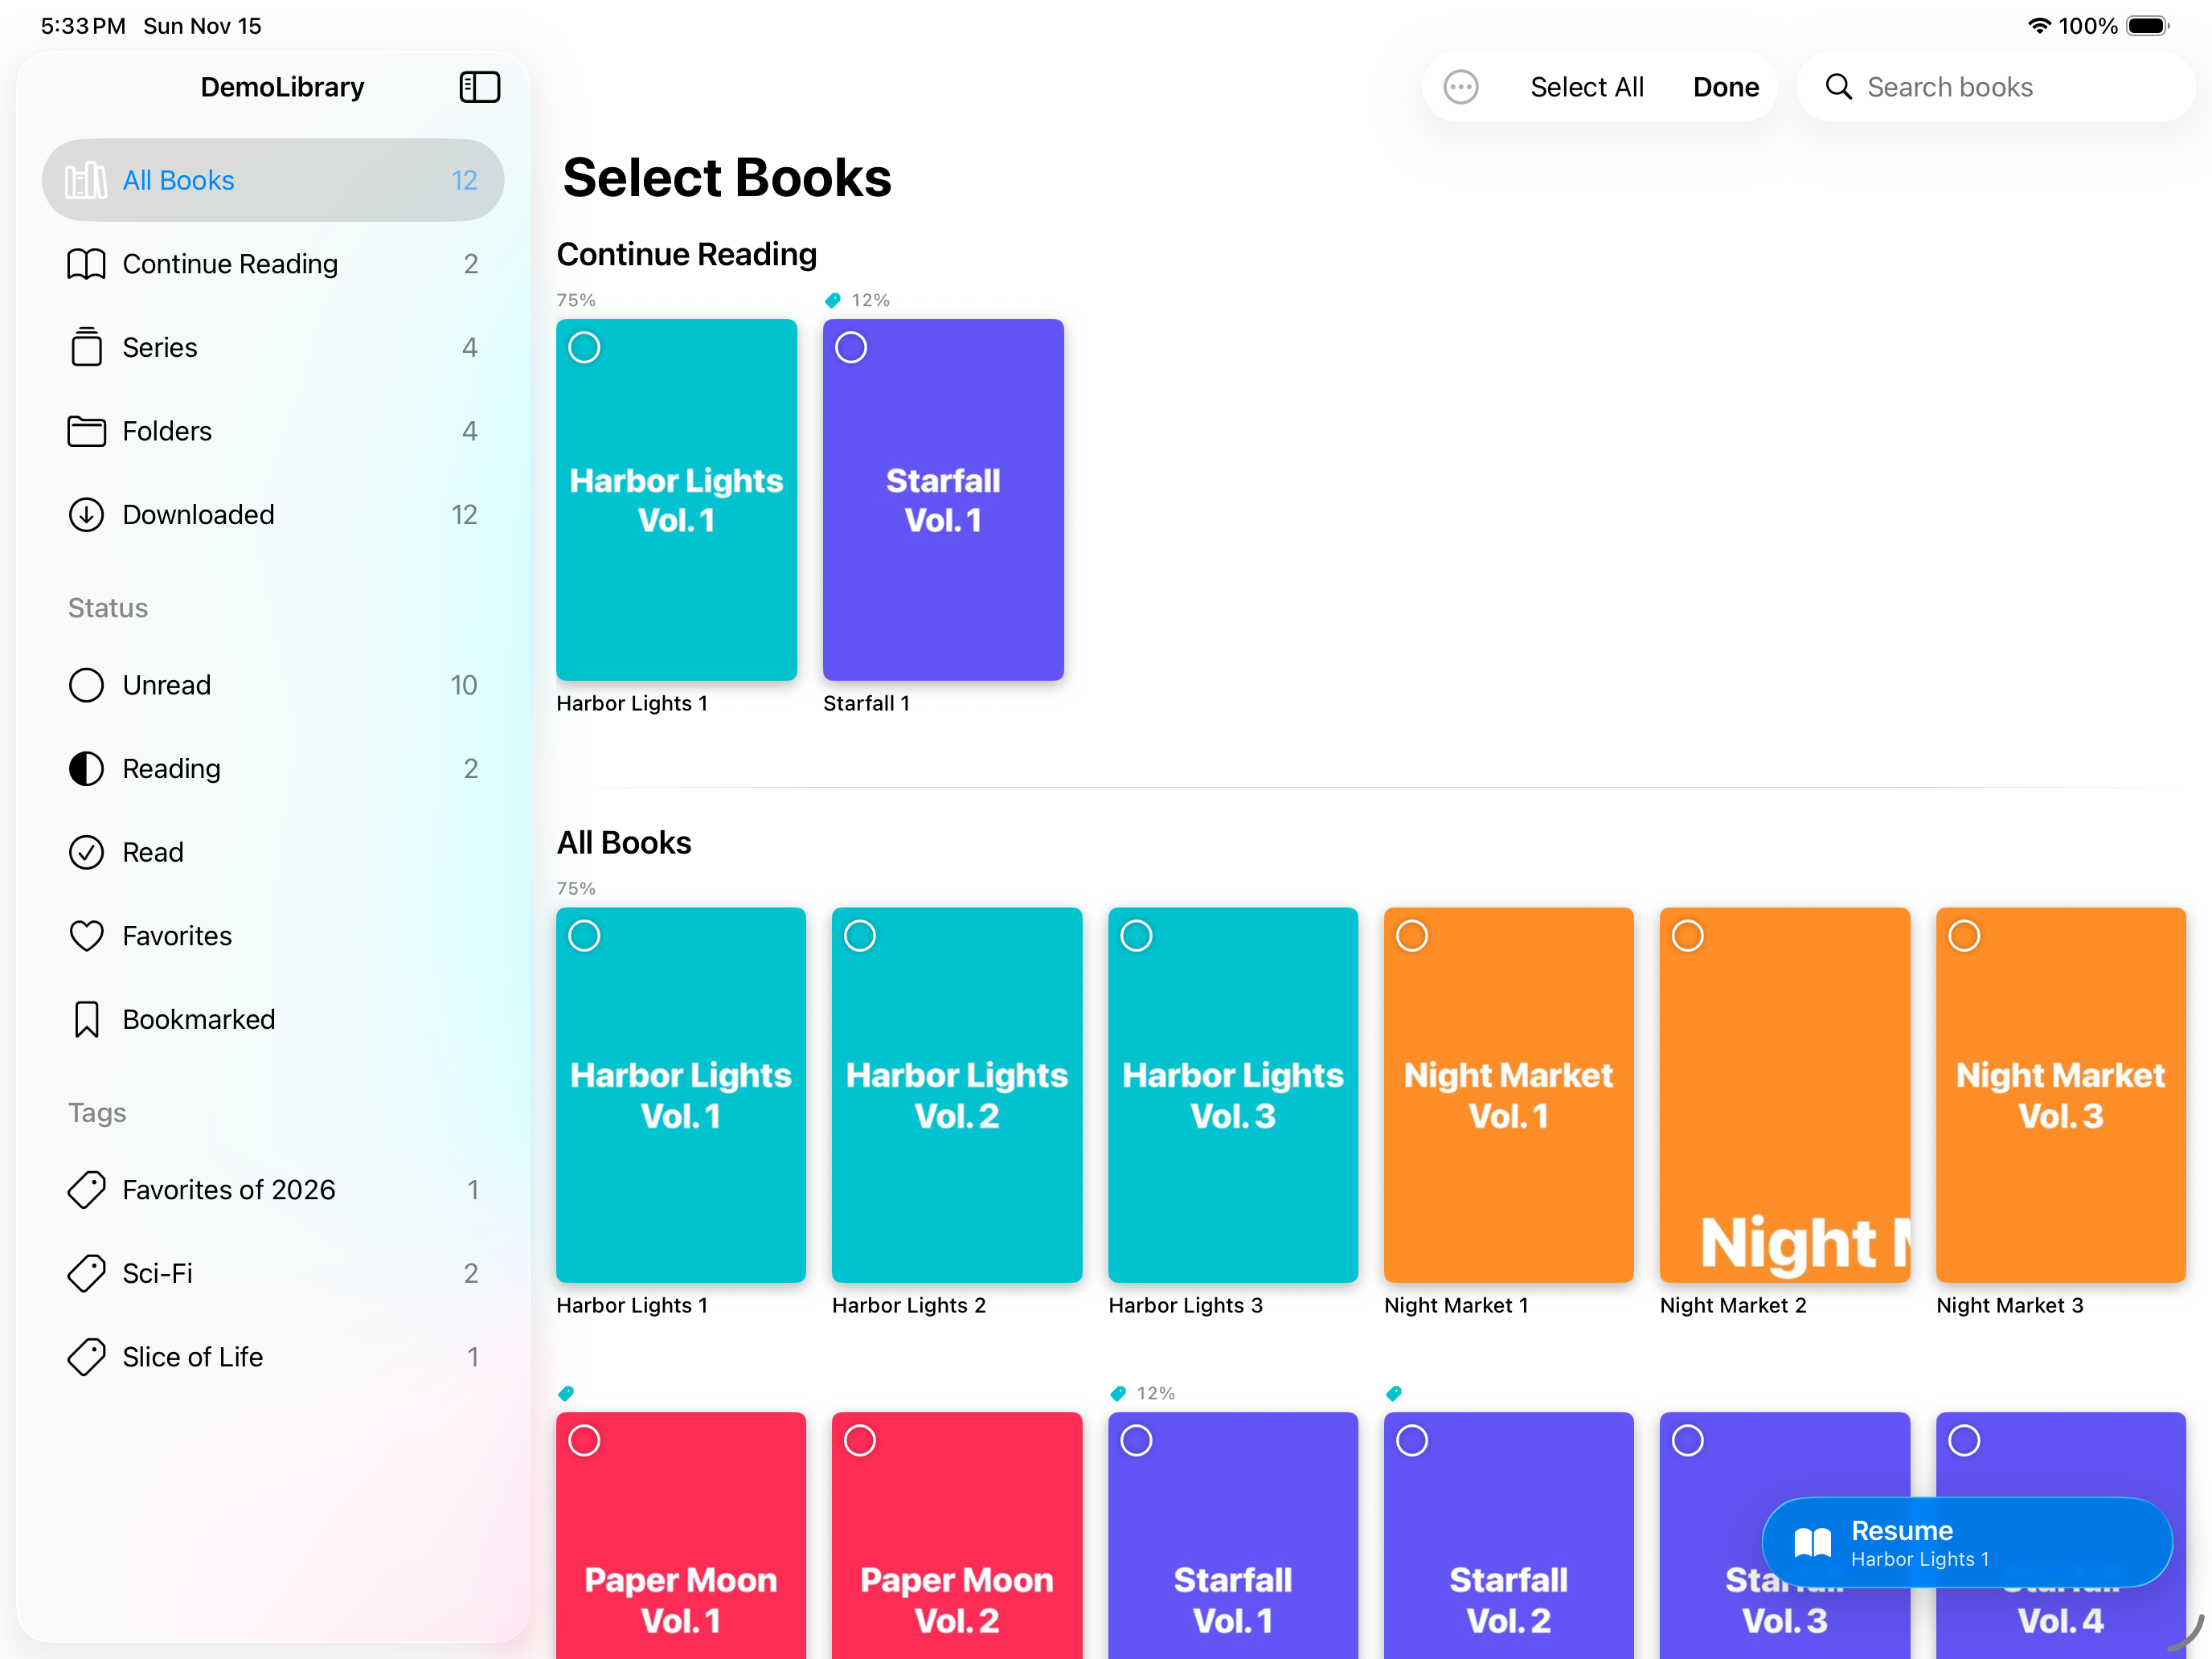 5:33 PM Sun Nov 15
100%
DemoLibrary
All Books 12
Continue Reading 2
Series 4
Folders 4
Downloaded 12
Status
Unread 10
Reading 2
Read
Favorites
Bookmarked
Tags
Favorites of 2026 1
Sci-Fi 2
Slice of Life 1
Select All
Done
Search books
Select Books
Continue Reading
75%
12%
Harbor Lights
Vol. 1
Starfall
Vol. 1
Harbor Lights 1
Starfall 1
All Books
75%
Harbor Lights
Vol. 1
Harbor Lights
Vol. 2
Harbor Lights
Vol. 3
Night Market
Vol. 1
Night
Night Market
Vol. 3
Harbor Lights 1
Harbor Lights 2
Harbor Lights 3
Night Market 1
Night Market 2
Night Market 3
12%
Paper Moon
Vol. 1
Paper Moon
Vol. 2
Starfall
Vol. 1
Starfall
Vol. 2
Vol. 3
Vol. 4
Resume
Harbor Lights 1